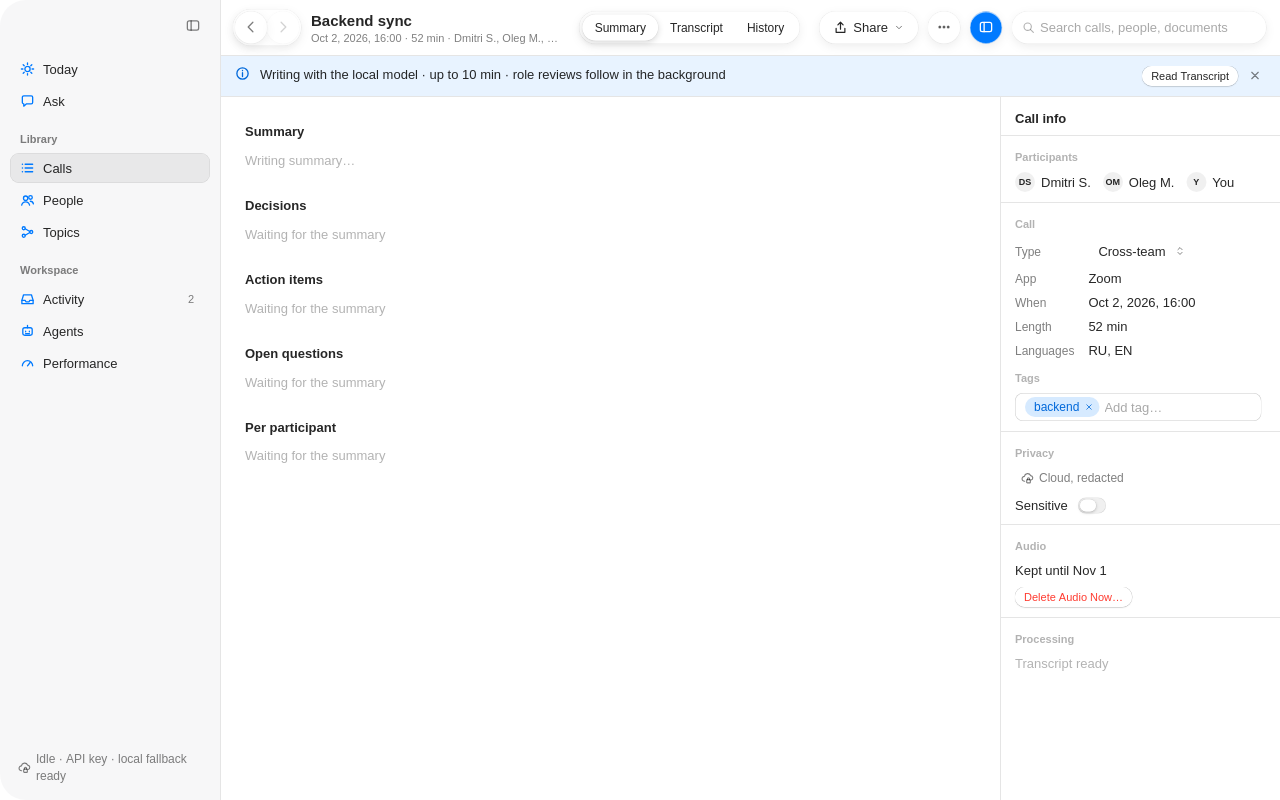 Today
Ask
Library
Calls
People
Topics
Workspace
Activity 2
Agents
Performance
Idle · API key · local fallback
ready
Backend sync
Oct 2, 2026, 16:00 · 52 min · Dmitri S., Oleg M., …
Summary Transcript History
Share
Search calls, people, documents
Writing with the local model · up to 10 min · role reviews follow in the background
Read Transcript
Summary
Writing summary…
Decisions
Waiting for the summary
Action items
Waiting for the summary
Open questions
Waiting for the summary
Per participant
Waiting for the summary
Call info
Participants
DS Dmitri S. OM Oleg M. Y You
Call
Type Cross-team
App Zoom
When Oct 2, 2026, 16:00
Length 52 min
Languages RU, EN
Tags
backend × Add tag…
Privacy
Cloud, redacted
Sensitive
Audio
Kept until Nov 1
Delete Audio Now…
Processing
Transcript ready